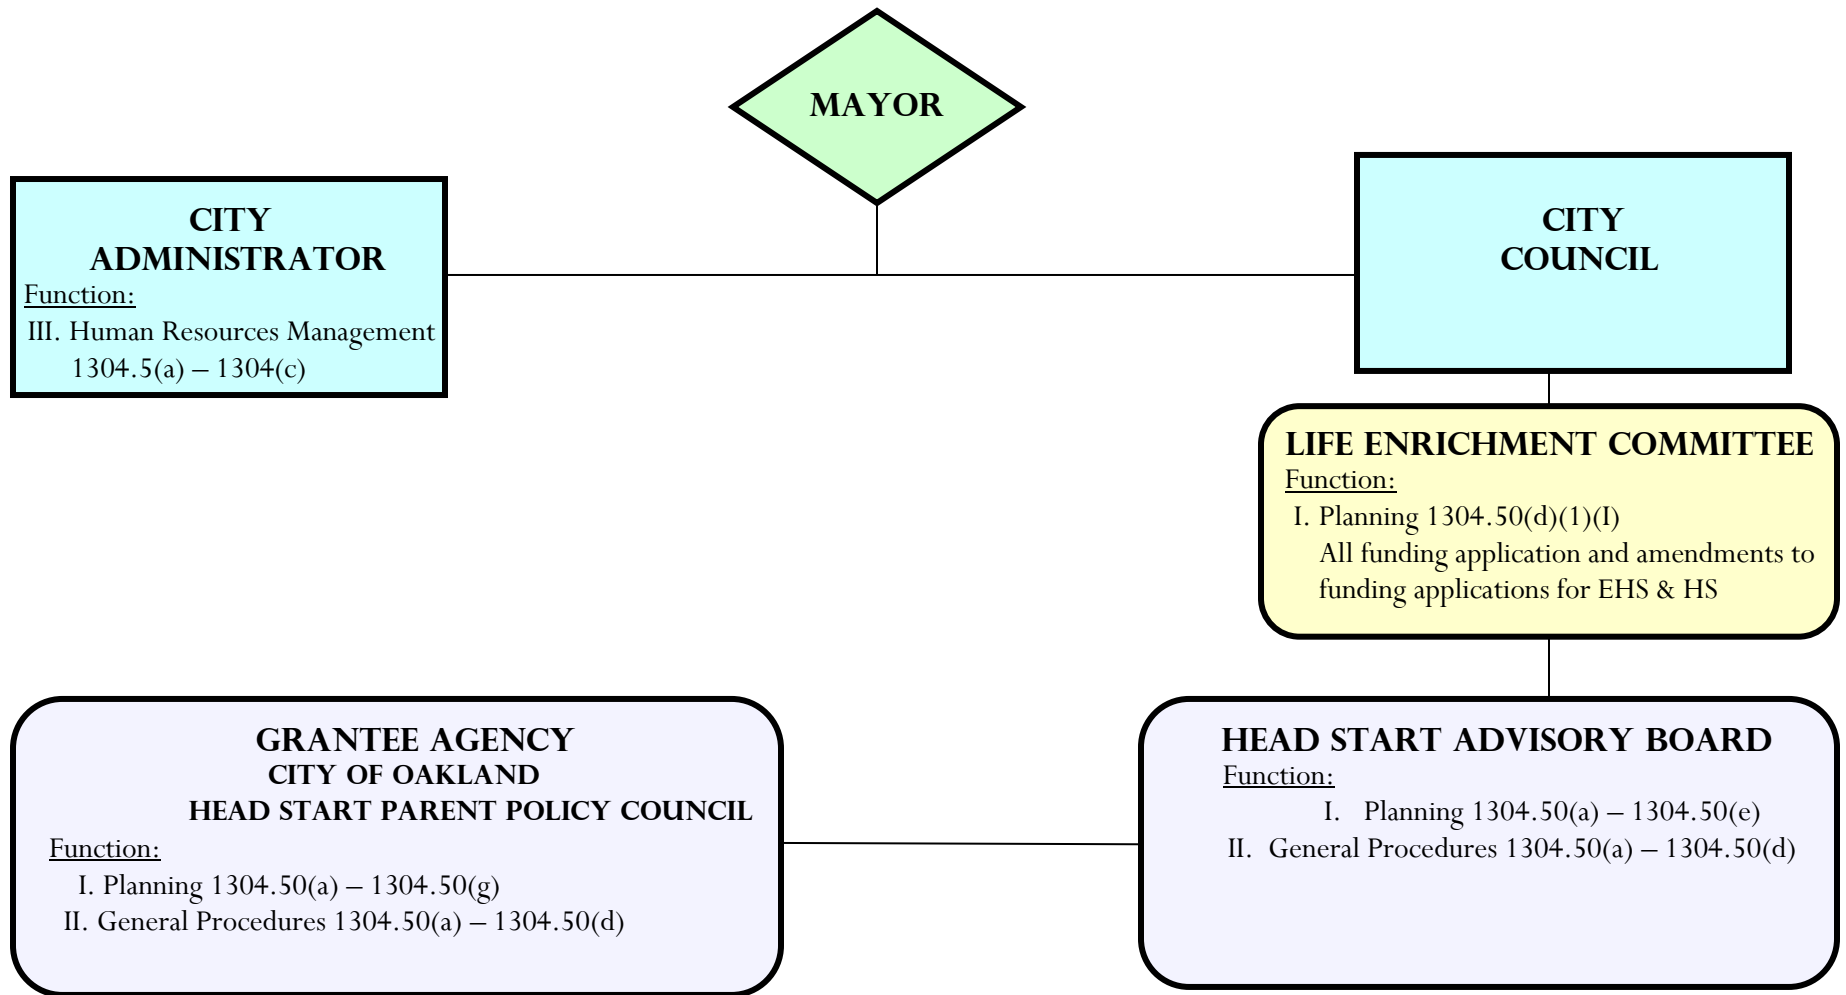 MAYOR
CITY
ADMINISTRATOR
Function:
III. Human Resources Management
1304.5(a) – 1304(c)
CITY
COUNCIL
LIFE ENRICHMENT COMMITTEE
Function:
I. Planning 1304.50(d)(1)(I)
All funding application and amendments to
funding applications for EHS & HS
GRANTEE AGENCY
CITY OF OAKLAND
HEAD START PARENT POLICY COUNCIL
Function:
I. Planning 1304.50(a) – 1304.50(g)
II. General Procedures 1304.50(a) – 1304.50(d)
HEAD START ADVISORY BOARD
Function:
I. Planning 1304.50(a) – 1304.50(e)
II. General Procedures 1304.50(a) – 1304.50(d)